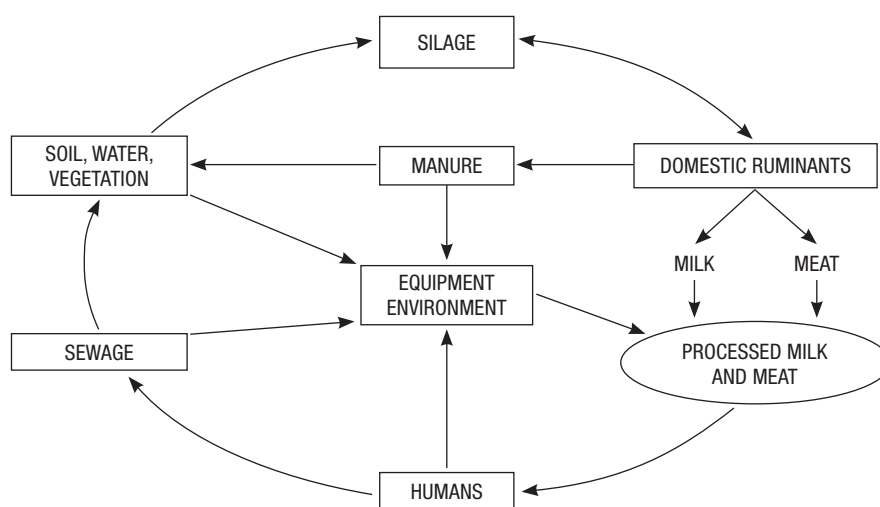 SILAGE
SOIL, WATER,
VEGETATION
MANURE
DOMESTIC RUMINANTS
MILK
MEAT
EQUIPMENT
ENVIRONMENT
SEWAGE
PROCESSED MILK
AND MEAT
HUMANS